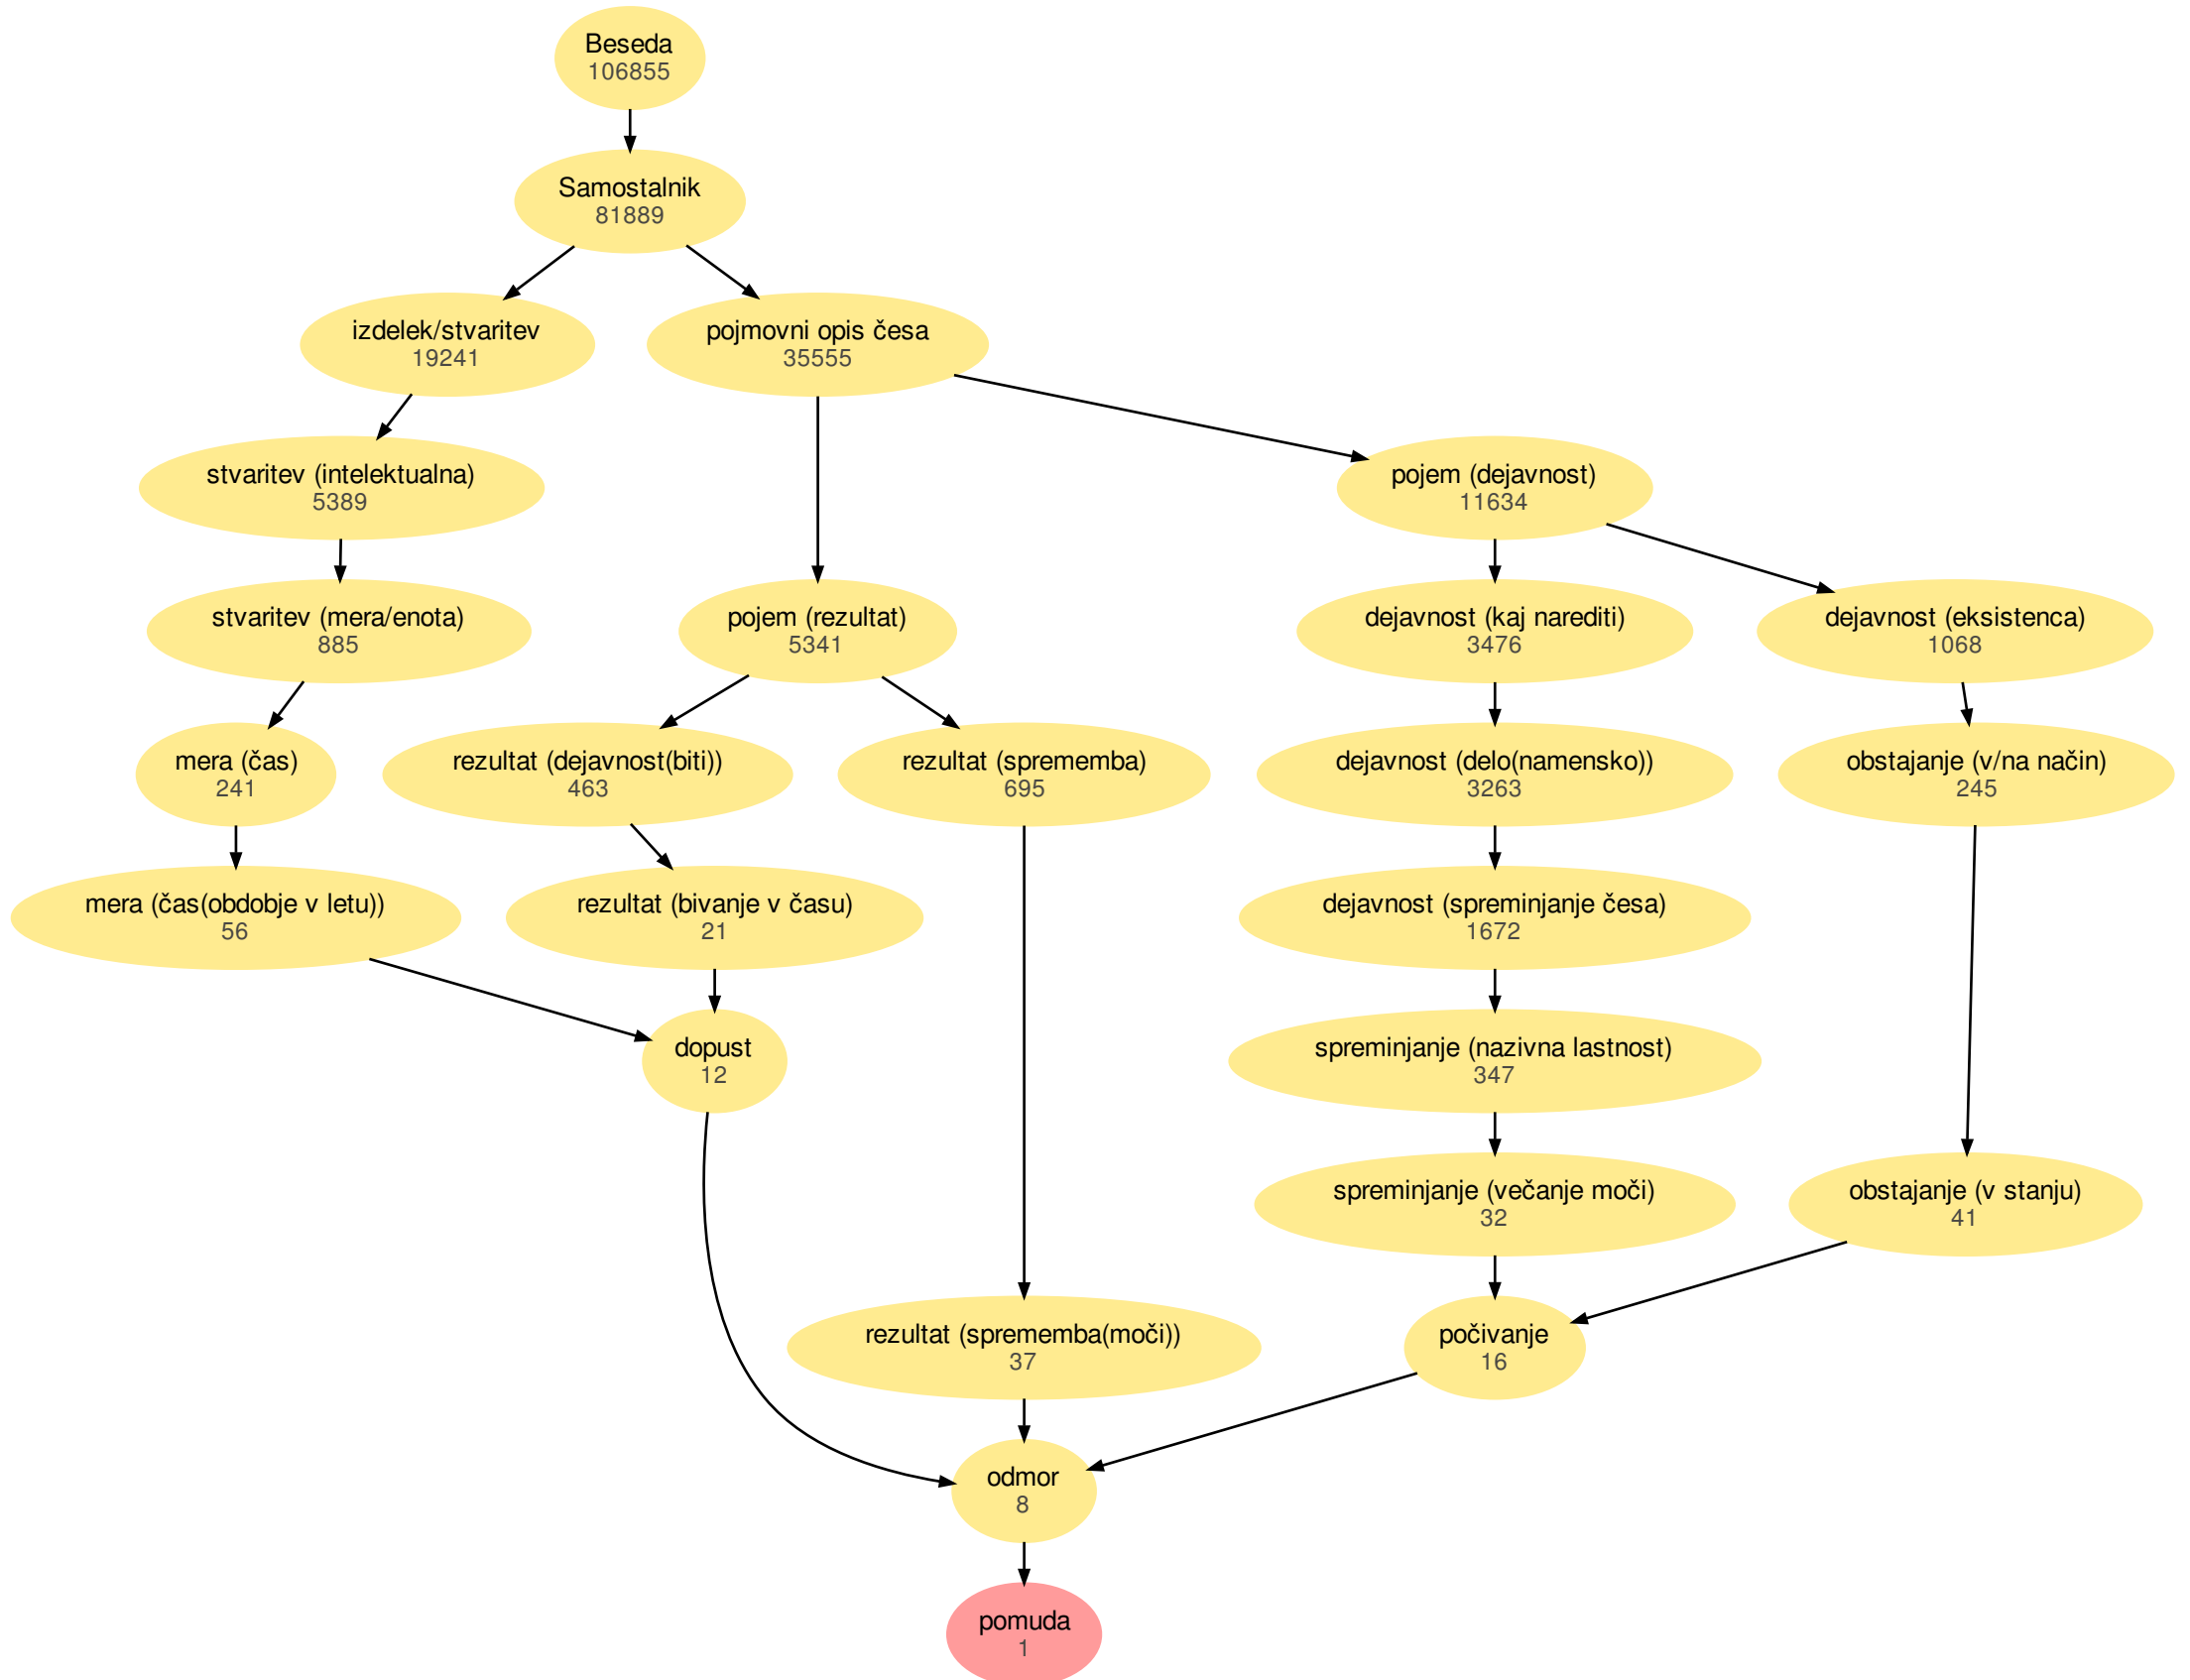 Beseda
106855
Samostalnik
81889
izdelek/stvaritev
19241
pojmovni opis česa
35555
stvaritev (intelektualna)
5389
pojem (dejavnost)
11634
stvaritev (mera/enota)
885
pojem (rezultat)
5341
dejavnost (kaj narediti)
3476
dejavnost (eksistenca)
1068
mera (čas)
241
rezultat (dejavnost(biti))
463
rezultat (sprememba)
695
dejavnost (delo(namensko))
3263
obstajanje (v/na način)
245
mera (čas(obdobje v letu))
56
rezultat (bivanje v času)
21
dejavnost (spreminjanje česa)
1672
dopust
12
spreminjanje (nazivna lastnost)
347
spreminjanje (večanje moči)
32
obstajanje (v stanju)
41
rezultat (sprememba(moči))
37
počivanje
16
odmor
8
pomuda
1